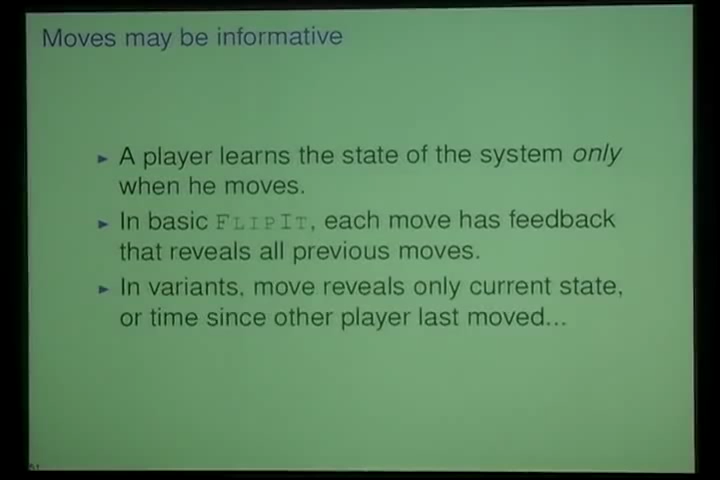 Moves may be informative
A player learns the state of the system only
when he moves.
In basic FLIPIT, each move has feedback
that reveals all previous moves.
In variants, move reveals only current state,
or time since other player last moved...